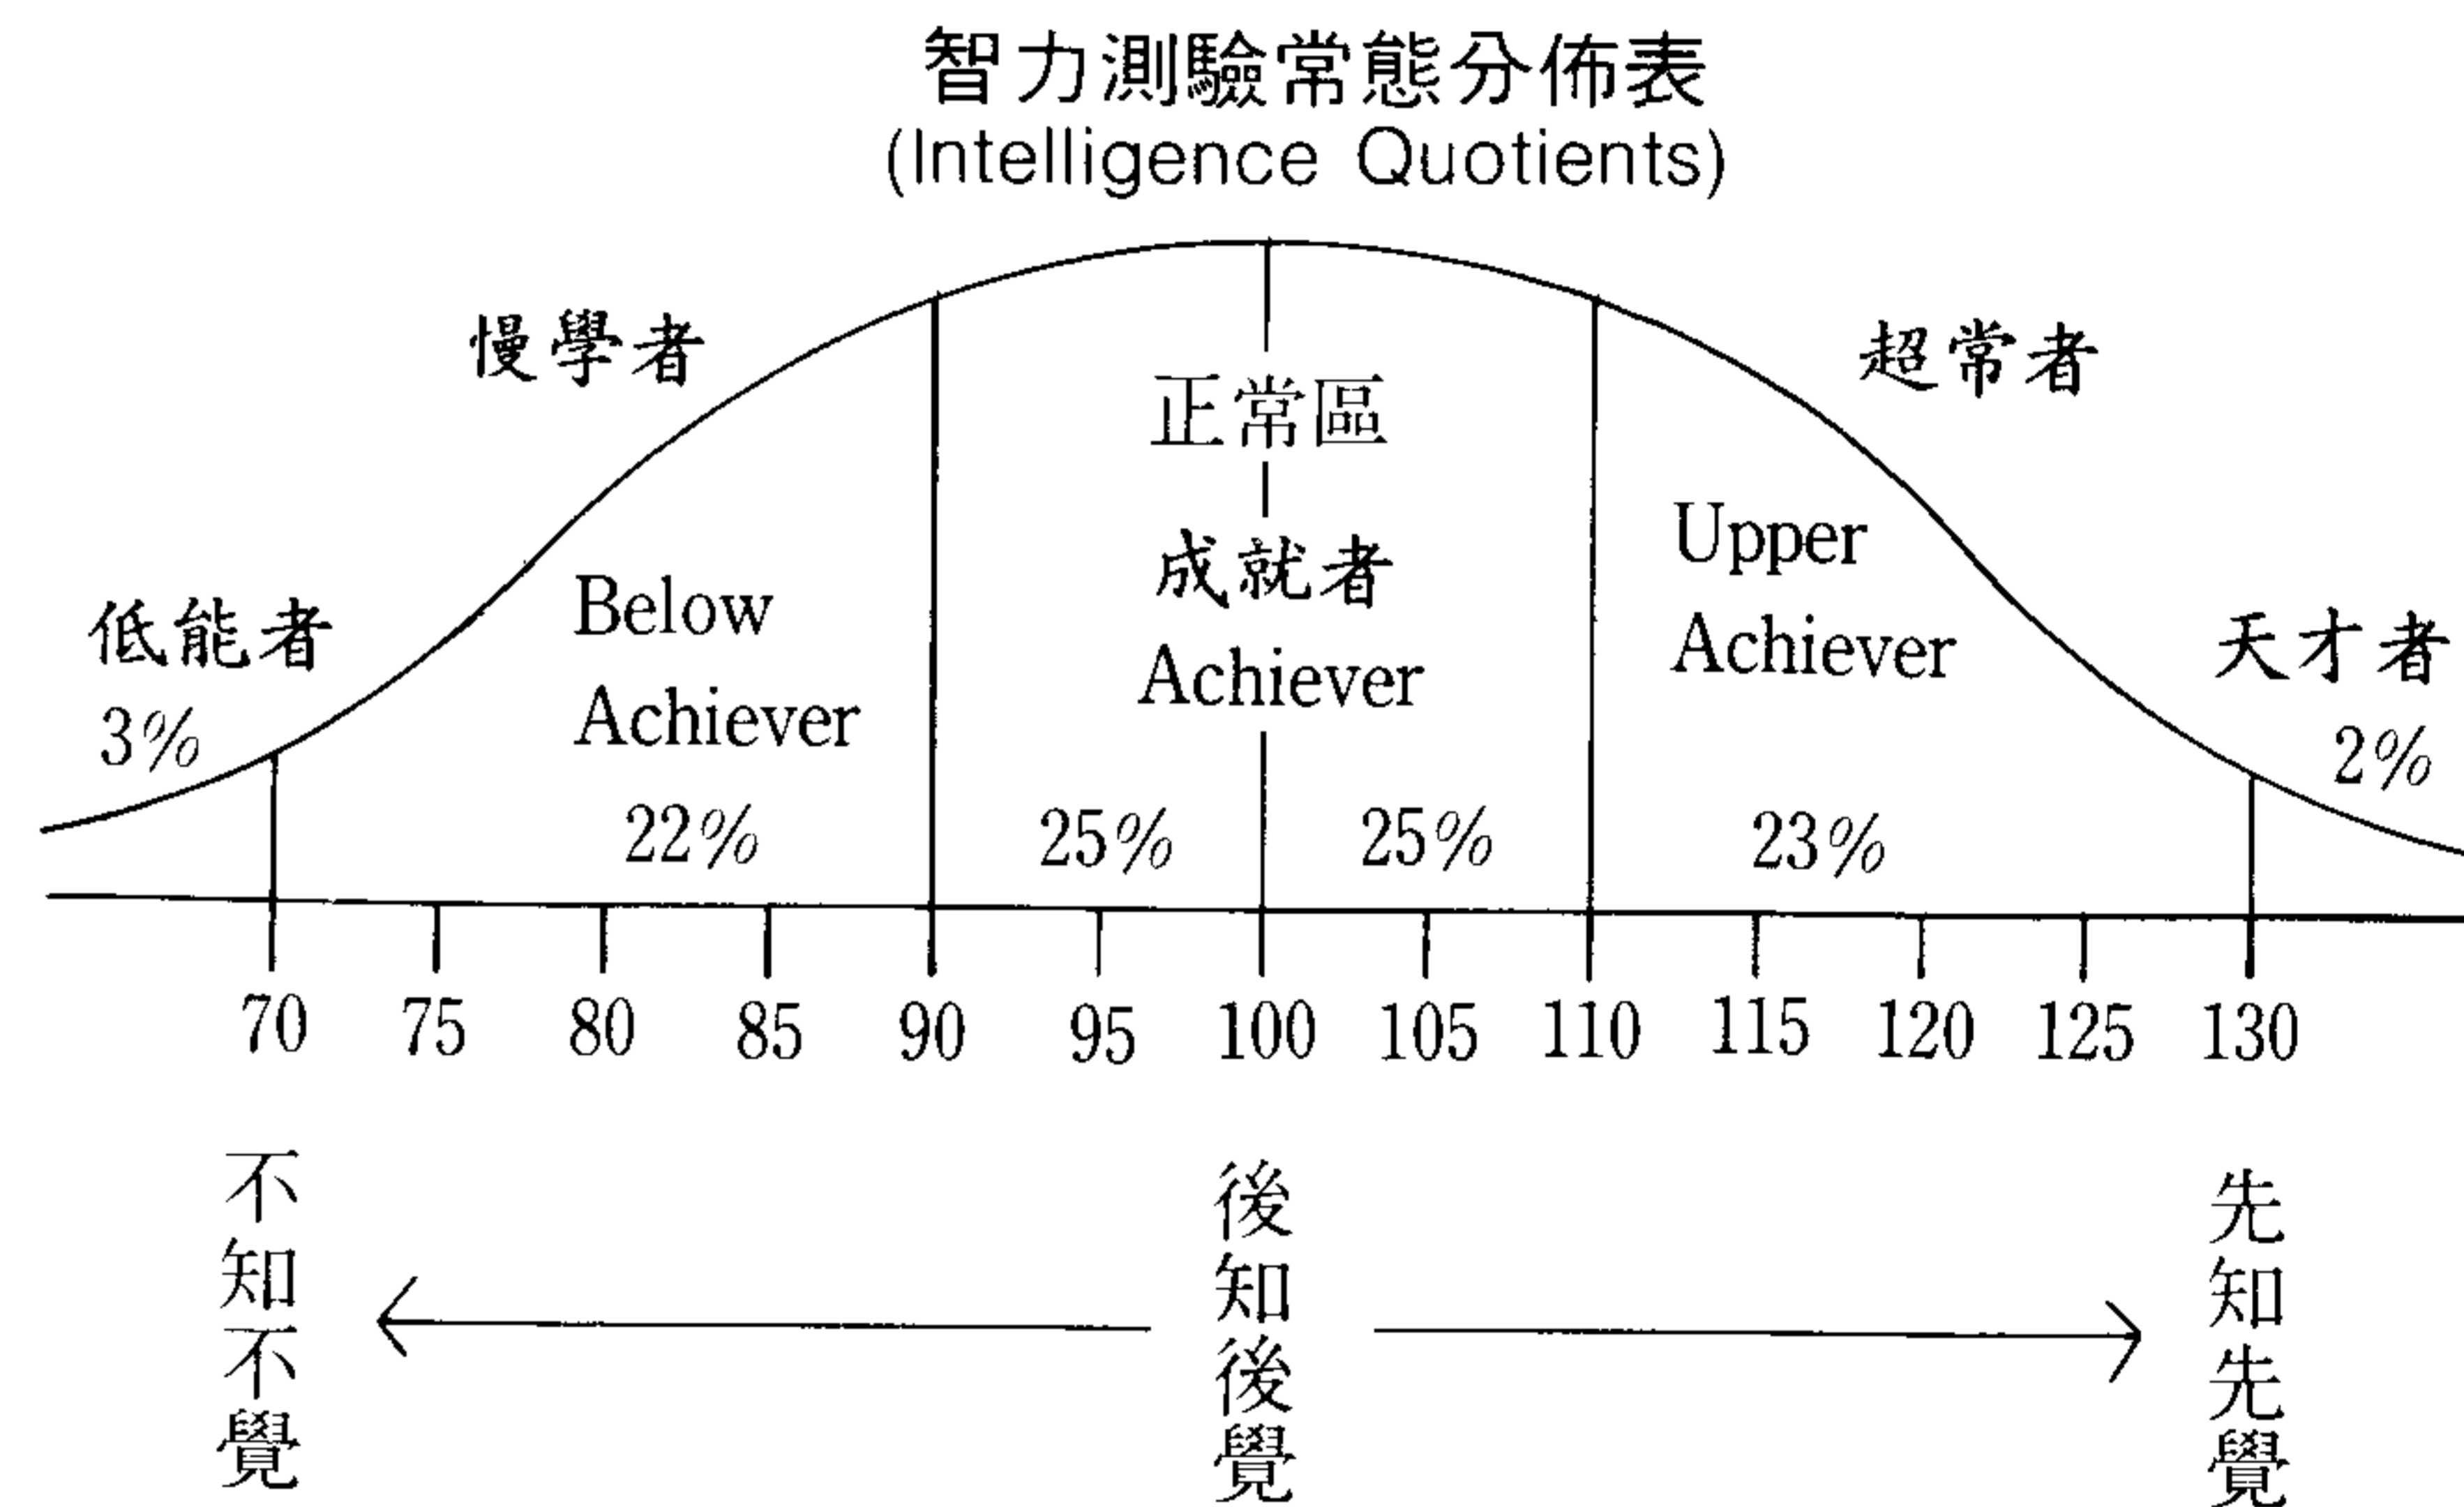 智力測驗常態分佈表
(Intelligence Quotients)
慢學者
超常者
正常區
成就者
Achiever
Upper
Achiever
Below
Achiever
低能者
3%
天才者
2%
22%
25%
25%
23%
70 75 80 85 90 95 100 105 110 115 120 125 130
不知不覺
後知後覺
先知先覺